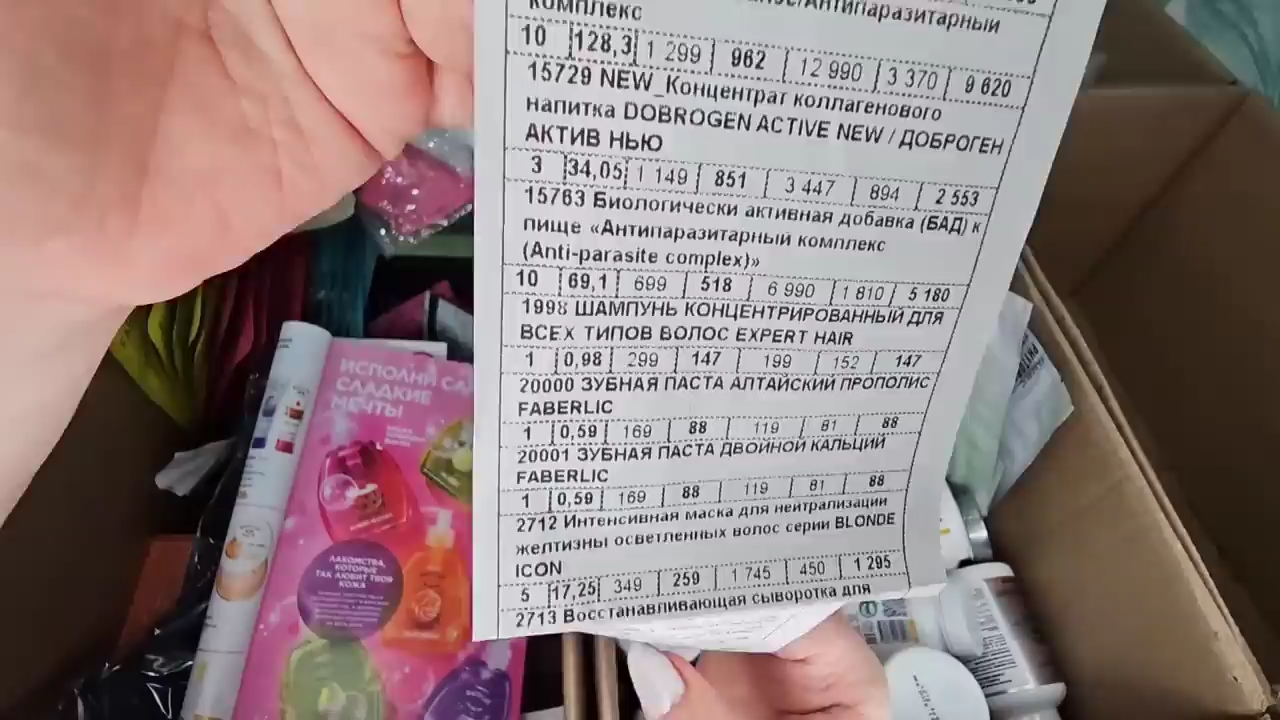 АНТИПАРАЗИТАРНЫЙ
КОМПЛЕКС
10 128,3 1 299 962 12 990 3 370 9 620
15729 NEW_Концентрат коллагенового
напитка DOBROGEN ACTIVE NEW / ДОБРОГЕН
АКТИВ НЬЮ
3 34,05 1 149 851 3 447 894 2 553
15763 Биологически активная добавка (БАД) к
пище «Антипаразитарный комплекс
(Anti-parasite complex)»
10 69,1 699 518 6 990 1 810 5 180
1998 ШАМПУНЬ КОНЦЕНТРИРОВАННЫЙ ДЛЯ
ВСЕХ ТИПОВ ВОЛОС EXPERT HAIR
1 0,98 299 147 199 152 147
20000 ЗУБНАЯ ПАСТА АЛТАЙСКИЙ ПРОПОЛИС
FABERLIC
1 0,59 169 88 119 81 88
20001 ЗУБНАЯ ПАСТА ДВОЙНОЙ КАЛЬЦИЙ
FABERLIC
1 0,59 169 88 119 81 88
2712 Интенсивная маска для нейтрализации
желтизны осветленных волос серии BLONDE
ICON
5 17,25 349 259 1 745 450 1 295
2713 Восстанавливающая сыворотка для
ИСПОЛНИ
СЛАДКИЕ
МЕЧТЫ
ЛАКОМСТВА,
КОТОРЫЕ
ТАК ЛЮБИТ ТВОЯ
КОЖА